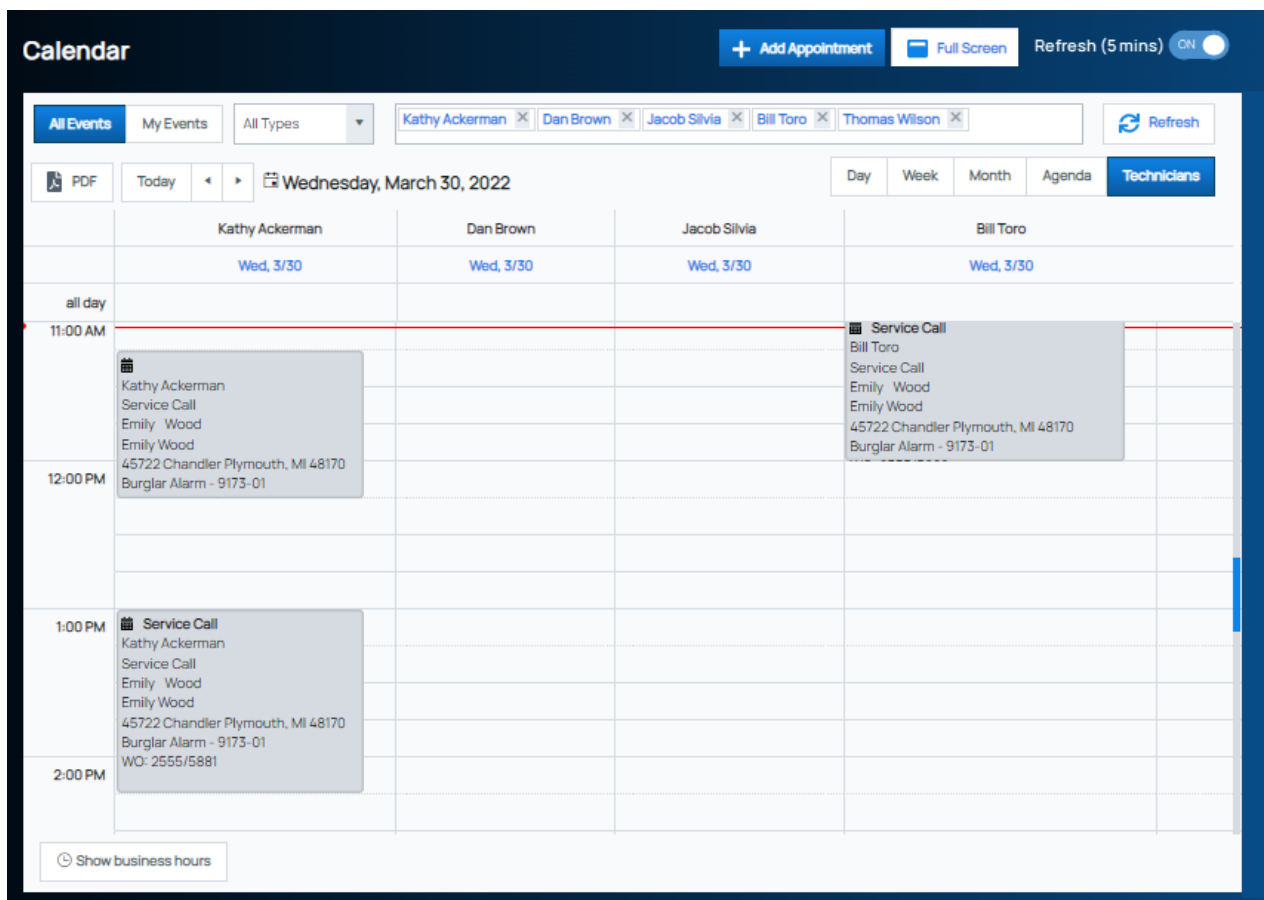 Calendar
Add Appointment
Full Screen
Refresh (5 mins)
ON
All Events
My Events
All Types
Kathy Ackerman
Dan Brown
Jacob Silvia
Bill Toro
Thomas Wilson
Refresh
PDF
Today
Wednesday, March 30, 2022
Day
Week
Month
Agenda
Technicians
Kathy Ackerman
Dan Brown
Jacob Silvia
Bill Toro
Wed, 3/30
Wed, 3/30
Wed, 3/30
Wed, 3/30
all day
11:00 AM
Kathy Ackerman
Service Call
Emily Wood
Emily Wood
45722 Chandler Plymouth, MI 48170
Burglar Alarm - 9173-01
Service Call
Bill Toro
Service Call
Emily Wood
Emily Wood
45722 Chandler Plymouth, MI 48170
Burglar Alarm - 9173-01
12:00 PM
1:00 PM
Service Call
Kathy Ackerman
Service Call
Emily Wood
Emily Wood
45722 Chandler Plymouth, MI 48170
Burglar Alarm - 9173-01
WO: 2555/5881
2:00 PM
Show business hours